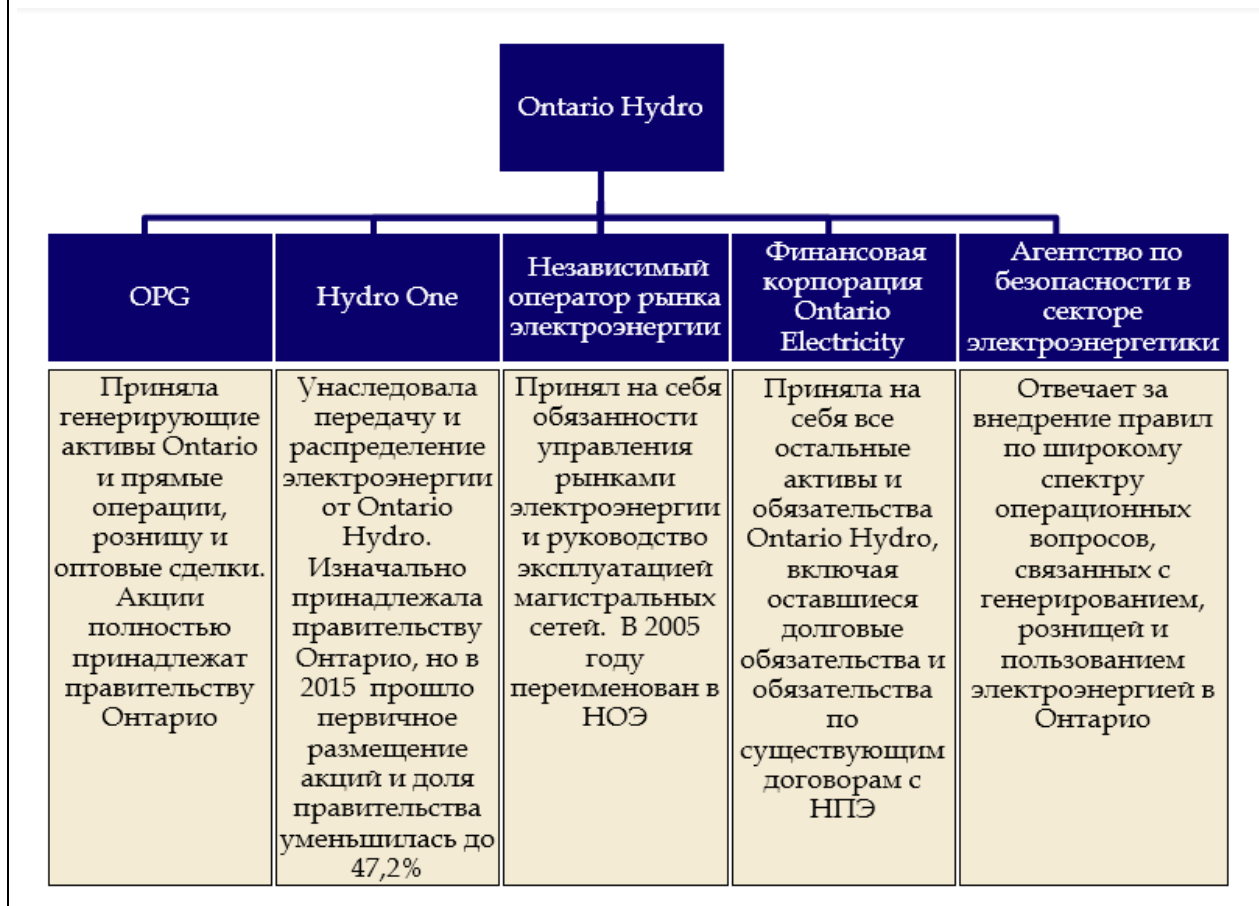 Ontario Hydro
OPG
Hydro One
Независимый
оператор рынка
электроэнергии
Финансовая
корпорация
Ontario
Electricity
Агентство по
безопасности в
секторе
электроэнергетики
Приняла
генерирующие
активы Ontario
и прямые
операции,
розницу и
оптовые сделки.
Акции
полностью
принадлежат
правительству
Онтарио
Унаследовала
передачу и
распределение
электроэнергии
от Ontario
Hydro.
Изначально
принадлежала
правительству
Онтарио, но в
2015 прошло
первичное
размещение
акций и доля
правительства
уменьшилась до
47,2%
Принял на себя
обязанности
управления
рынками
электроэнергии
и руководство
эксплуатацией
магистральных
сетей. В 2005
году
переименован в
НОЭ
Приняла на
себя все
остальные
активы и
обязательства
Ontario Hydro,
включая
оставшиеся
долговые
обязательства и
обязательства
по
существующим
договорам с
НПЭ
Отвечает за
внедрение правил
по широкому
спектру
операционных
вопросов,
связанных с
генерированием,
розницей и
пользованием
электроэнергией в
Онтарио